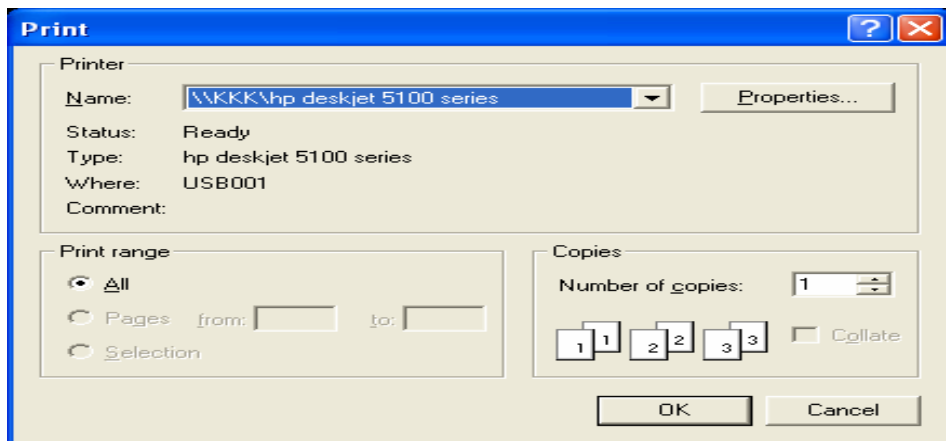 Print
Printer
Name: \\KKK\hp deskjet 5100 series Properties...
Status: Ready
Type: hp deskjet 5100 series
Where: USB001
Comment:
Print range
All
Pages from: to:
Selection
Copies
Number of copies: 1
1 1 2 2 3 3 Collate
OK Cancel